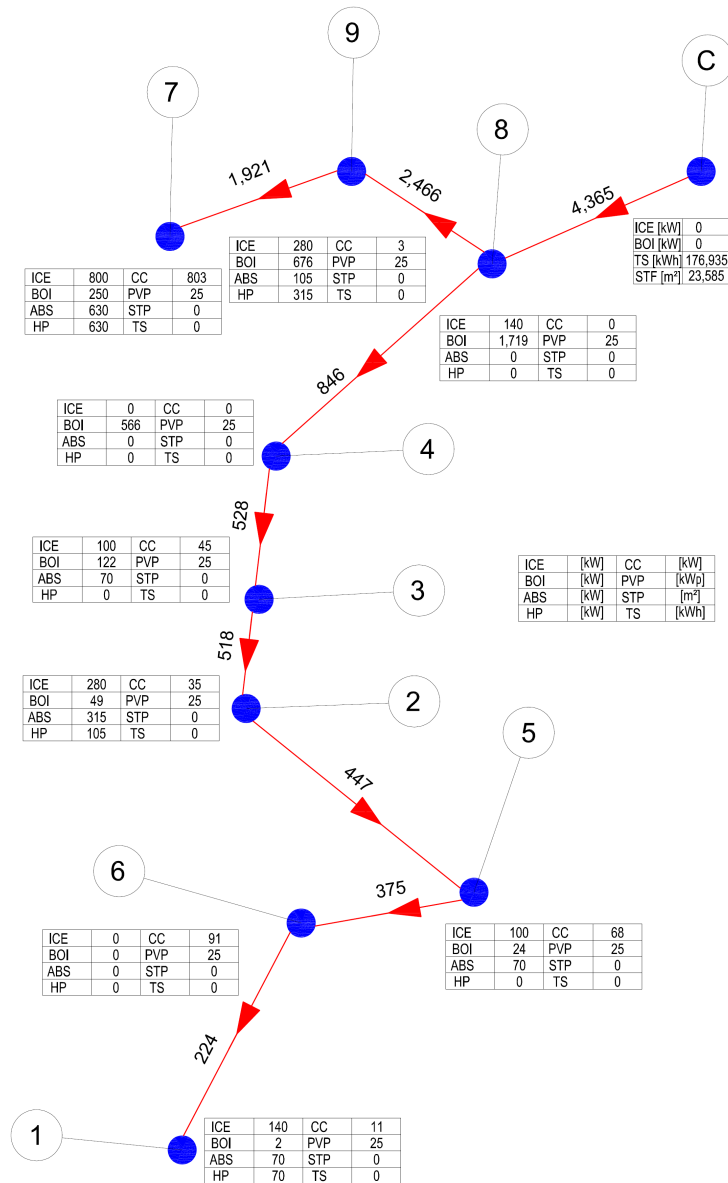 9
7
C
8
1,921
2,466
4,365
ICE [kW] 0
BOI [kW] 0
TS [kWh] 176,935
STF [m²] 23,585
ICE 280 CC 3
BOI 676 PVP 25
ABS 105 STP 0
HP 315 TS 0
ICE 800 CC 803
BOI 250 PVP 25
ABS 630 STP 0
HP 630 TS 0
ICE 140 CC 0
BOI 1,719 PVP 25
ABS 0 STP 0
HP 0 TS 0
846
ICE 0 CC 0
BOI 566 PVP 25
ABS 0 STP 0
HP 0 TS 0
4
528
ICE 100 CC 45
BOI 122 PVP 25
ABS 70 STP 0
HP 0 TS 0
3
ICE [kW] CC [kW]
BOI [kW] PVP [kWp]
ABS [kW] STP [m²]
HP [kW] TS [kWh]
518
ICE 280 CC 35
BOI 49 PVP 25
ABS 315 STP 0
HP 105 TS 0
2
5
447
6
375
ICE 0 CC 91
BOI 0 PVP 25
ABS 0 STP 0
HP 0 TS 0
ICE 100 CC 68
BOI 24 PVP 25
ABS 70 STP 0
HP 0 TS 0
224
1
ICE 140 CC 11
BOI 2 PVP 25
ABS 70 STP 0
HP 70 TS 0